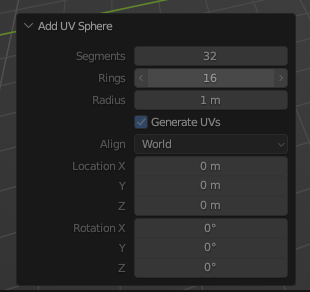 Add UV Sphere
Segments 32
Rings 16
Radius 1 m
Generate UVs
Align World
Location X 0 m
Y 0 m
Z 0 m
Rotation X 0°
Y 0°
Z 0°